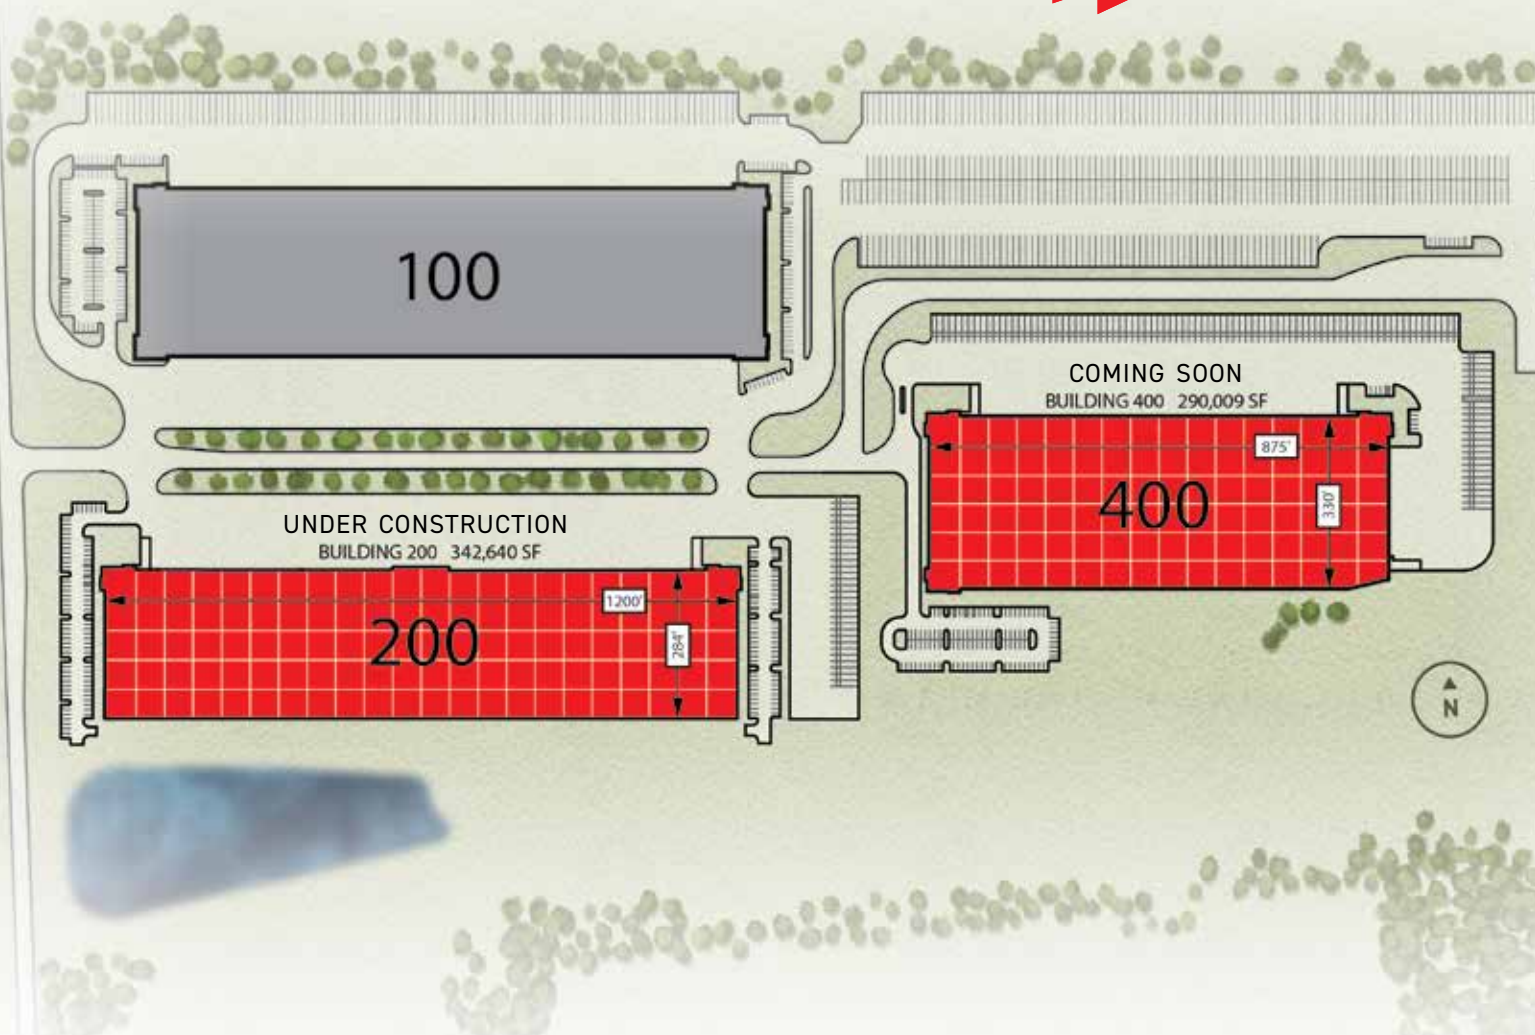 100
COMING SOON
BUILDING 400 290,009 SF
875'
400
330'
UNDER CONSTRUCTION
BUILDING 200 342,640 SF
1200'
200
284'
N